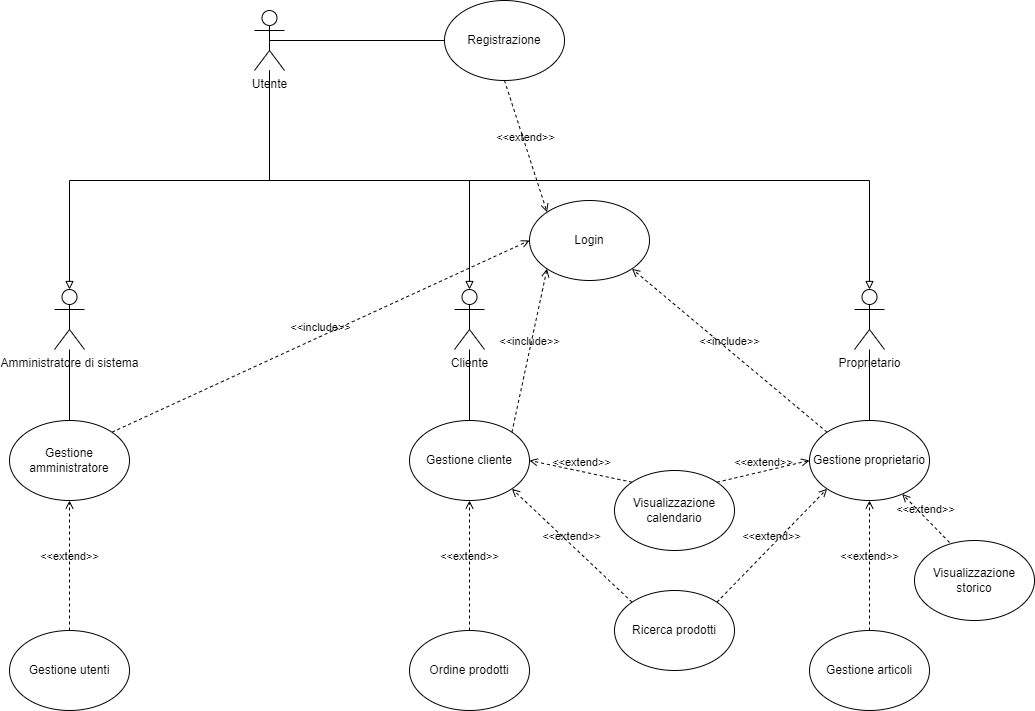 Registrazione
Utente
<<extend>>
Login
<<include>>
<<include>>
<<include>>
Amministratore di sistema
Cliente
Proprietario
Gestione
amministratore
Gestione cliente
Gestione proprietario
<<extend>>
<<extend>>
Visualizzazione
calendario
<<extend>>
<<extend>>
<<extend>>
<<extend>>
<<extend>>
<<extend>>
Visualizzazione
storico
Ricerca prodotti
Gestione utenti
Ordine prodotti
Gestione articoli